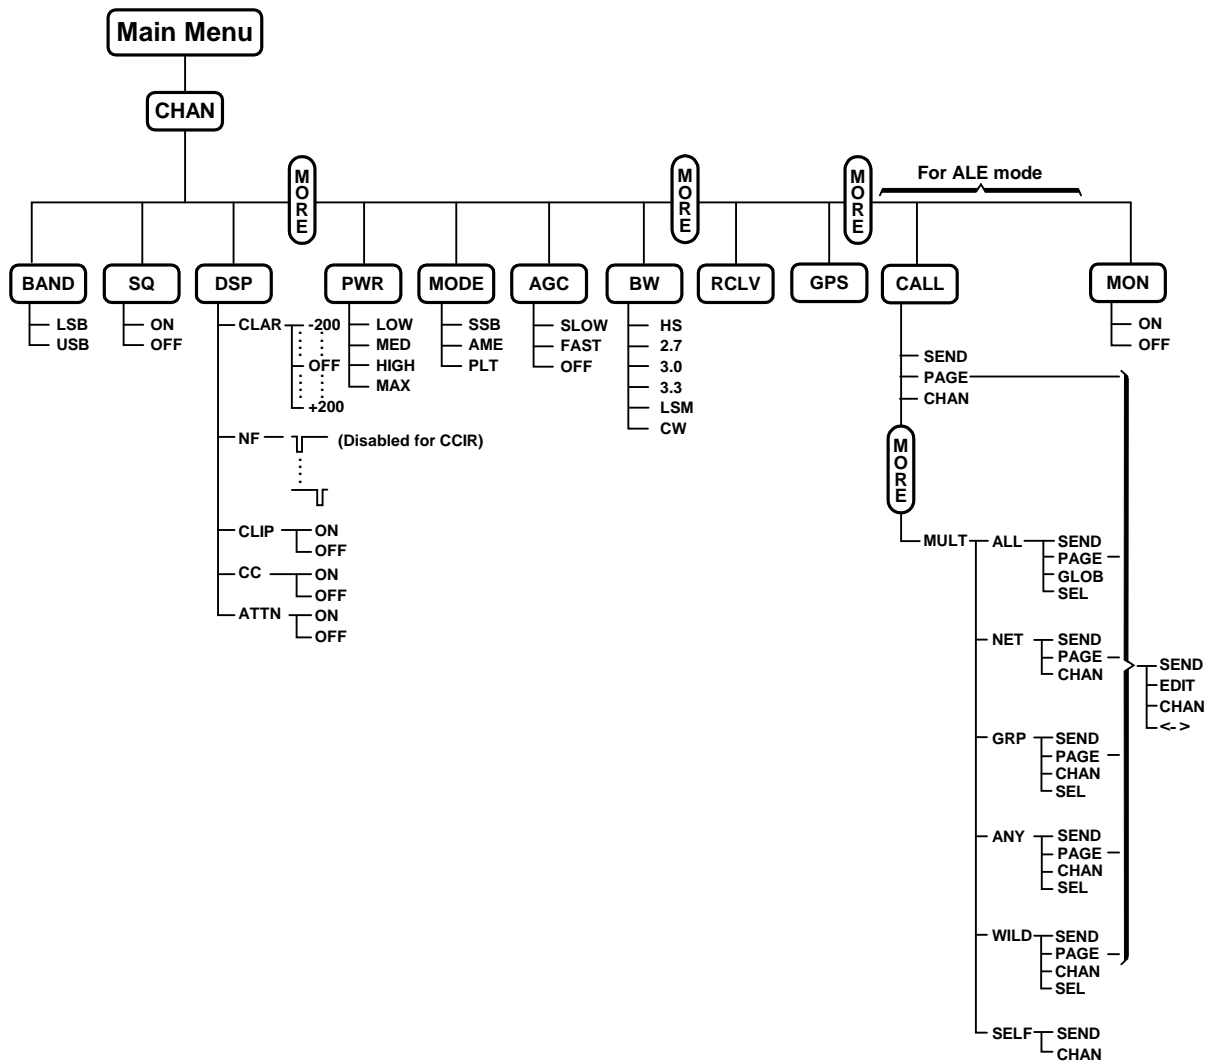 Main Menu
CHAN
MORE
MORE
MORE
For ALE mode
BAND
SQ
DSP
PWR
MODE
AGC
BW
RCLV
GPS
CALL
MON
LSB
USB
ON
OFF
CLAR
-200
OFF
+200
NF
(Disabled for CCIR)
CLIP
ON
OFF
CC
ON
OFF
ATTN
ON
OFF
LOW
MED
HIGH
MAX
SSB
AME
PLT
SLOW
FAST
OFF
HS
2.7
3.0
3.3
LSM
CW
SEND
PAGE
CHAN
MORE
MULT
ALL
SEND
PAGE
GLOB
SEL
NET
SEND
PAGE
CHAN
GRP
SEND
PAGE
CHAN
SEL
ANY
SEND
PAGE
CHAN
SEL
WILD
SEND
PAGE
CHAN
SEL
SELF
SEND
CHAN
SEND
EDIT
CHAN
<->
ON
OFF